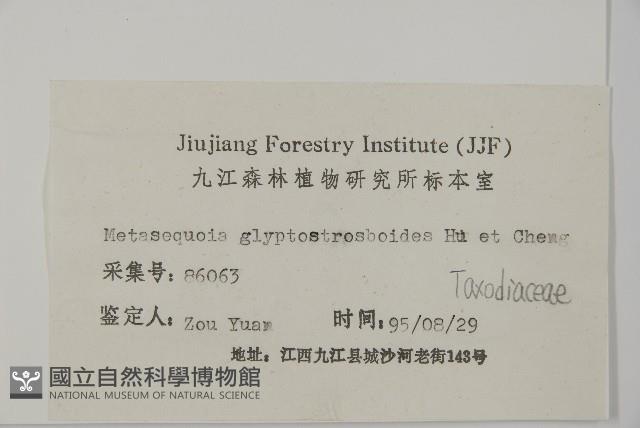 Jiujiang Forestry Institute (JJF)
九江森林植物研究所标本室
Metasequoia glyptostrosboides Hu et Cheng
采集号: 86063
Taxodiaceae
鉴定人: Zou Yuan 时间: 95/08/29
地址: 江西九江县城沙河老街143号
國立自然科學博物館
NATIONAL MUSEUM OF NATURAL SCIENCE